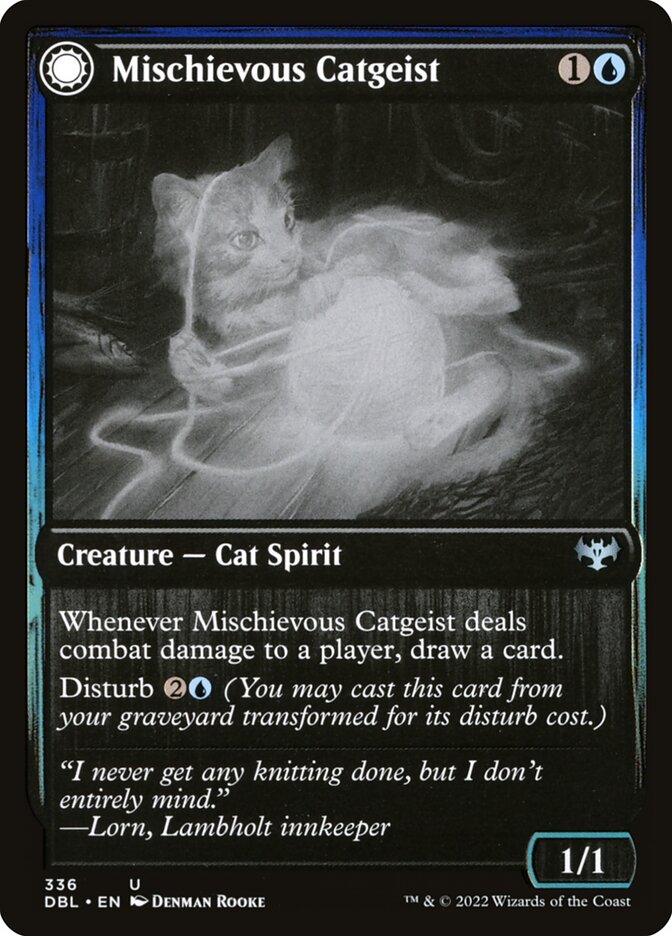 Mischievous Catgeist 1
Creature — Cat Spirit
Whenever Mischievous Catgeist deals
combat damage to a player, draw a card.
Disturb 2 (You may cast this card from
your graveyard transformed for its disturb cost.)
“I never get any knitting done, but I don’t
entirely mind.”
—Lorn, Lambholt innkeeper
1/1
336 U
DBL • EN Denman Rooke ™ & © 2022 Wizards of the Coast